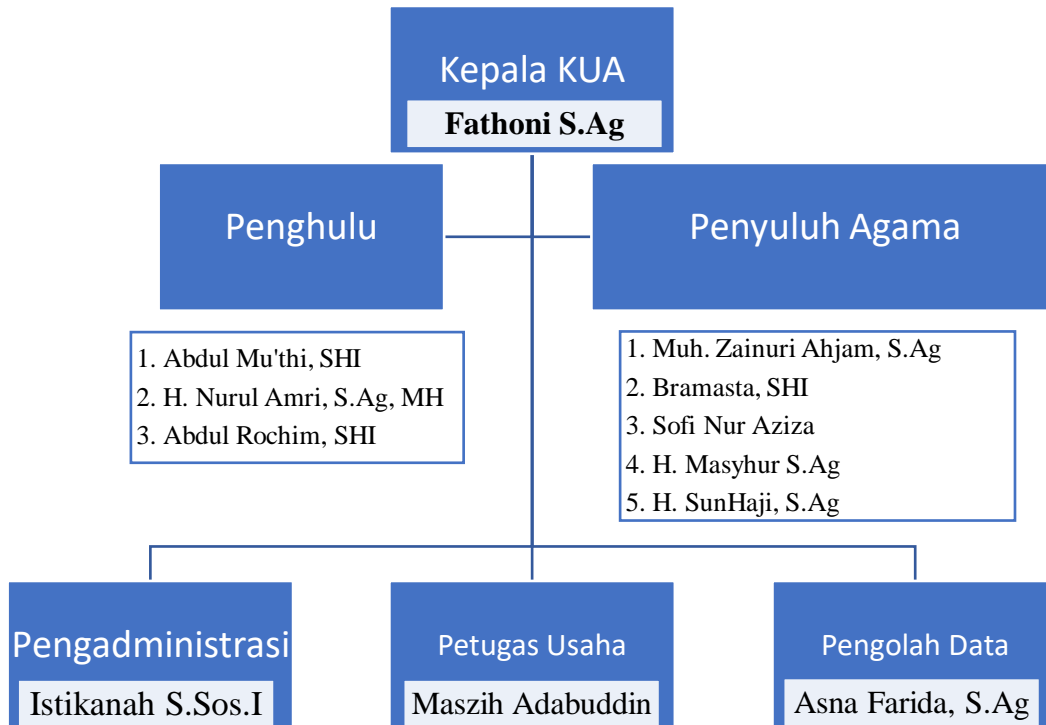 Kepala KUA
Fathoni S.Ag
Penghulu
1. Abdul Mu'thi, SHI
2. H. Nurul Amri, S.Ag, MH
3. Abdul Rochim, SHI
Penyuluh Agama
1. Muh. Zainuri Ahjam, S.Ag
2. Bramasta, SHI
3. Sofi Nur Aziza
4. H. Masyhur S.Ag
5. H. SunHaji, S.Ag
Pengadministrasi
Istikanah S.Sos.I
Petugas Usaha
Maszih Adabuddin
Pengolah Data
Asna Farida, S.Ag